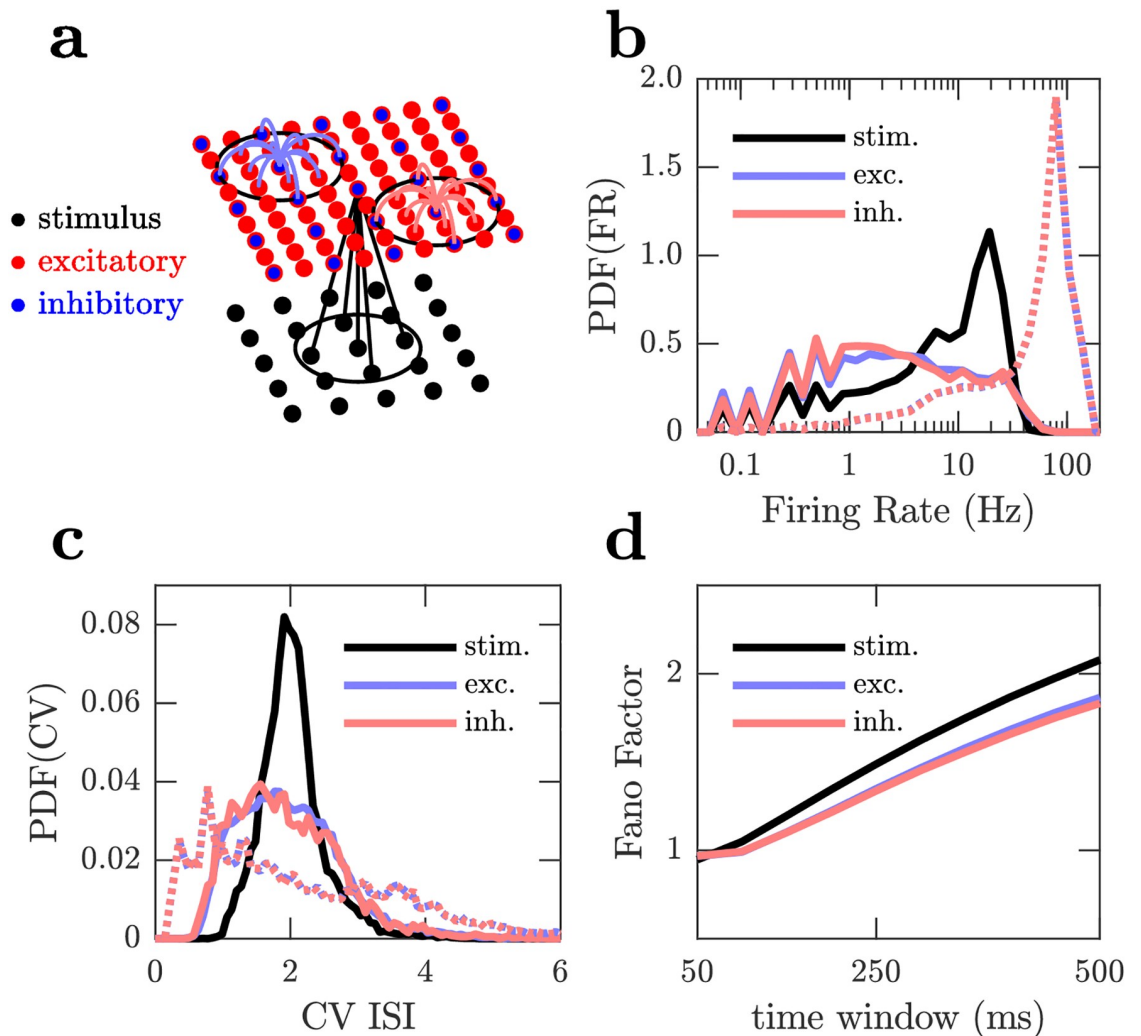 a
stimulus
excitatory
inhibitory
b
2.0
1.5
1.0
0.5
0
PDF(FR)
stim.
exc.
inh.
0.1 1 10 100
Firing Rate (Hz)
c
0.08
0.06
0.04
0.02
0
PDF(CV)
stim.
exc.
inh.
0 2 4 6
CV ISI
d
2
1
Fano Factor
stim.
exc.
inh.
50 250 500
time window (ms)